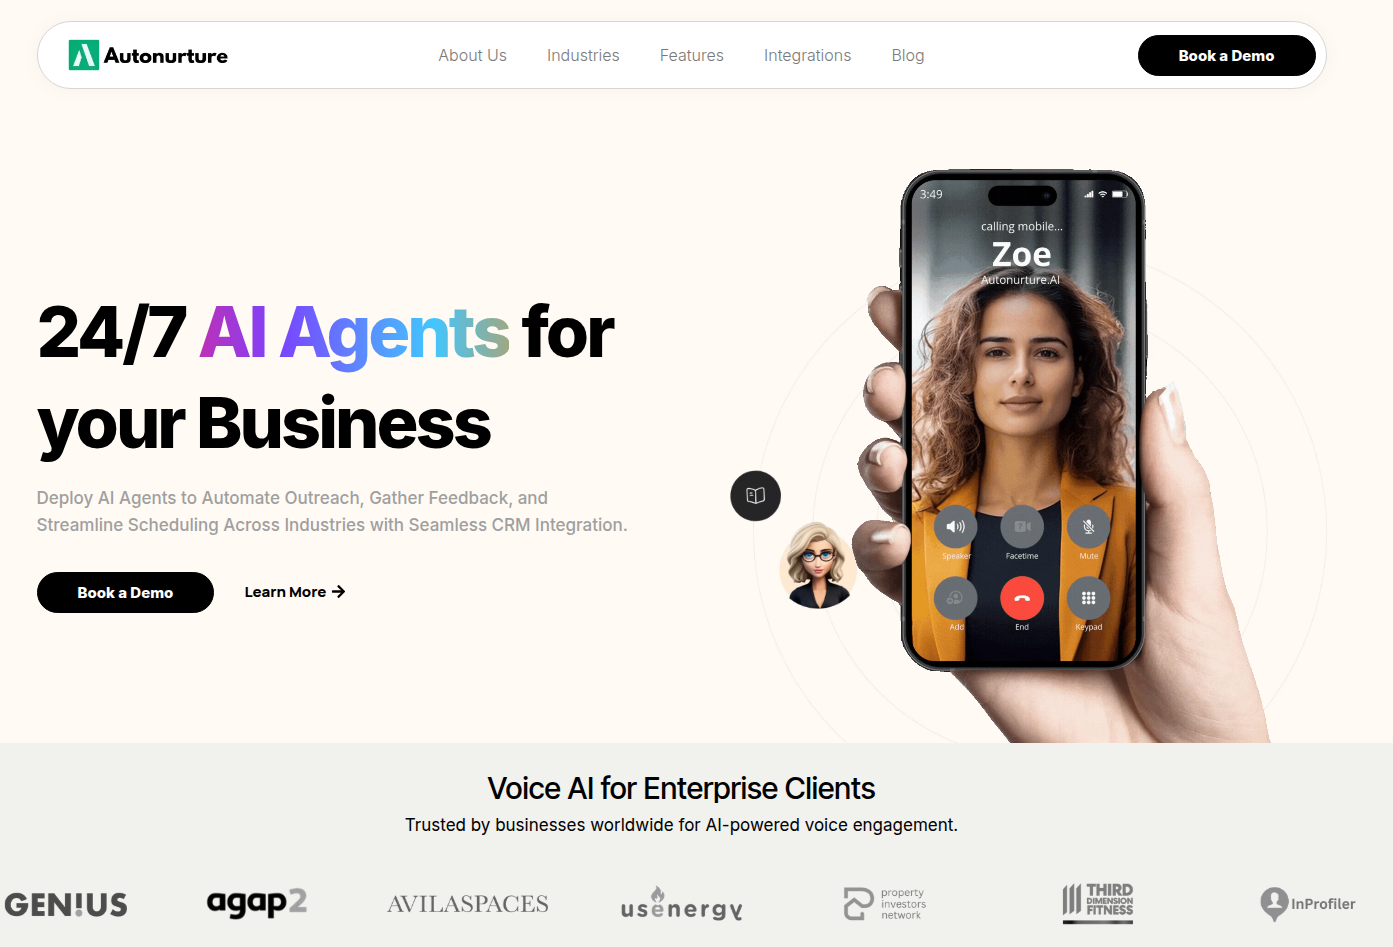 Autonurture
About Us
Industries
Features
Integrations
Blog
Book a Demo
3:49
calling mobile...
Zoe
Autonurture.AI
24/7 AI Agents for
your Business
Deploy AI Agents to Automate Outreach, Gather Feedback, and
Streamline Scheduling Across Industries with Seamless CRM Integration.
Book a Demo
Learn More →
Speaker
Facetime
Mute
Add
End
Keypad
Voice AI for Enterprise Clients
Trusted by businesses worldwide for AI-powered voice engagement.
GEN!US
agap2
AVILASPACES
usenergy
property
investors
network
THIRD
DIMENSION
FITNESS
InProfiler